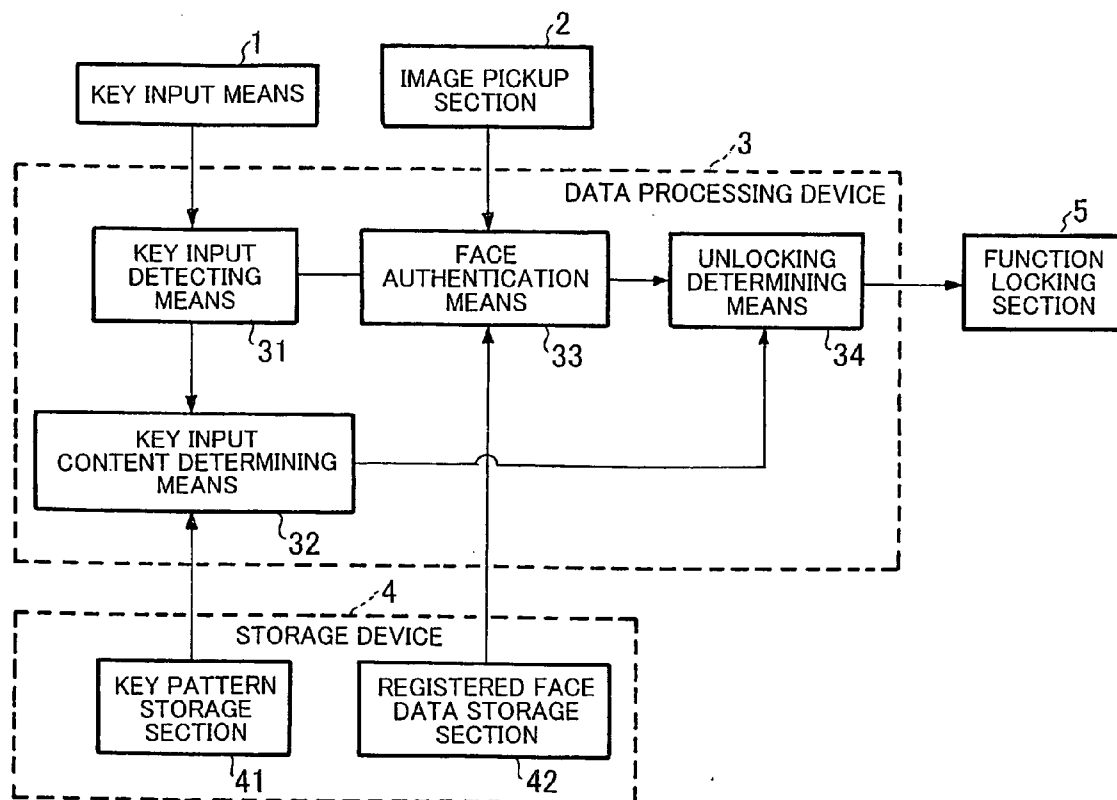 1
KEY INPUT MEANS
2
IMAGE PICKUP
SECTION
3
DATA PROCESSING DEVICE
KEY INPUT
DETECTING
MEANS
31
FACE
AUTHENTICATION
MEANS
33
UNLOCKING
DETERMINING
MEANS
34
5
FUNCTION
LOCKING
SECTION
KEY INPUT
CONTENT DETERMINING
MEANS
32
4
STORAGE DEVICE
KEY PATTERN
STORAGE
SECTION
41
REGISTERED FACE
DATA STORAGE
SECTION
42